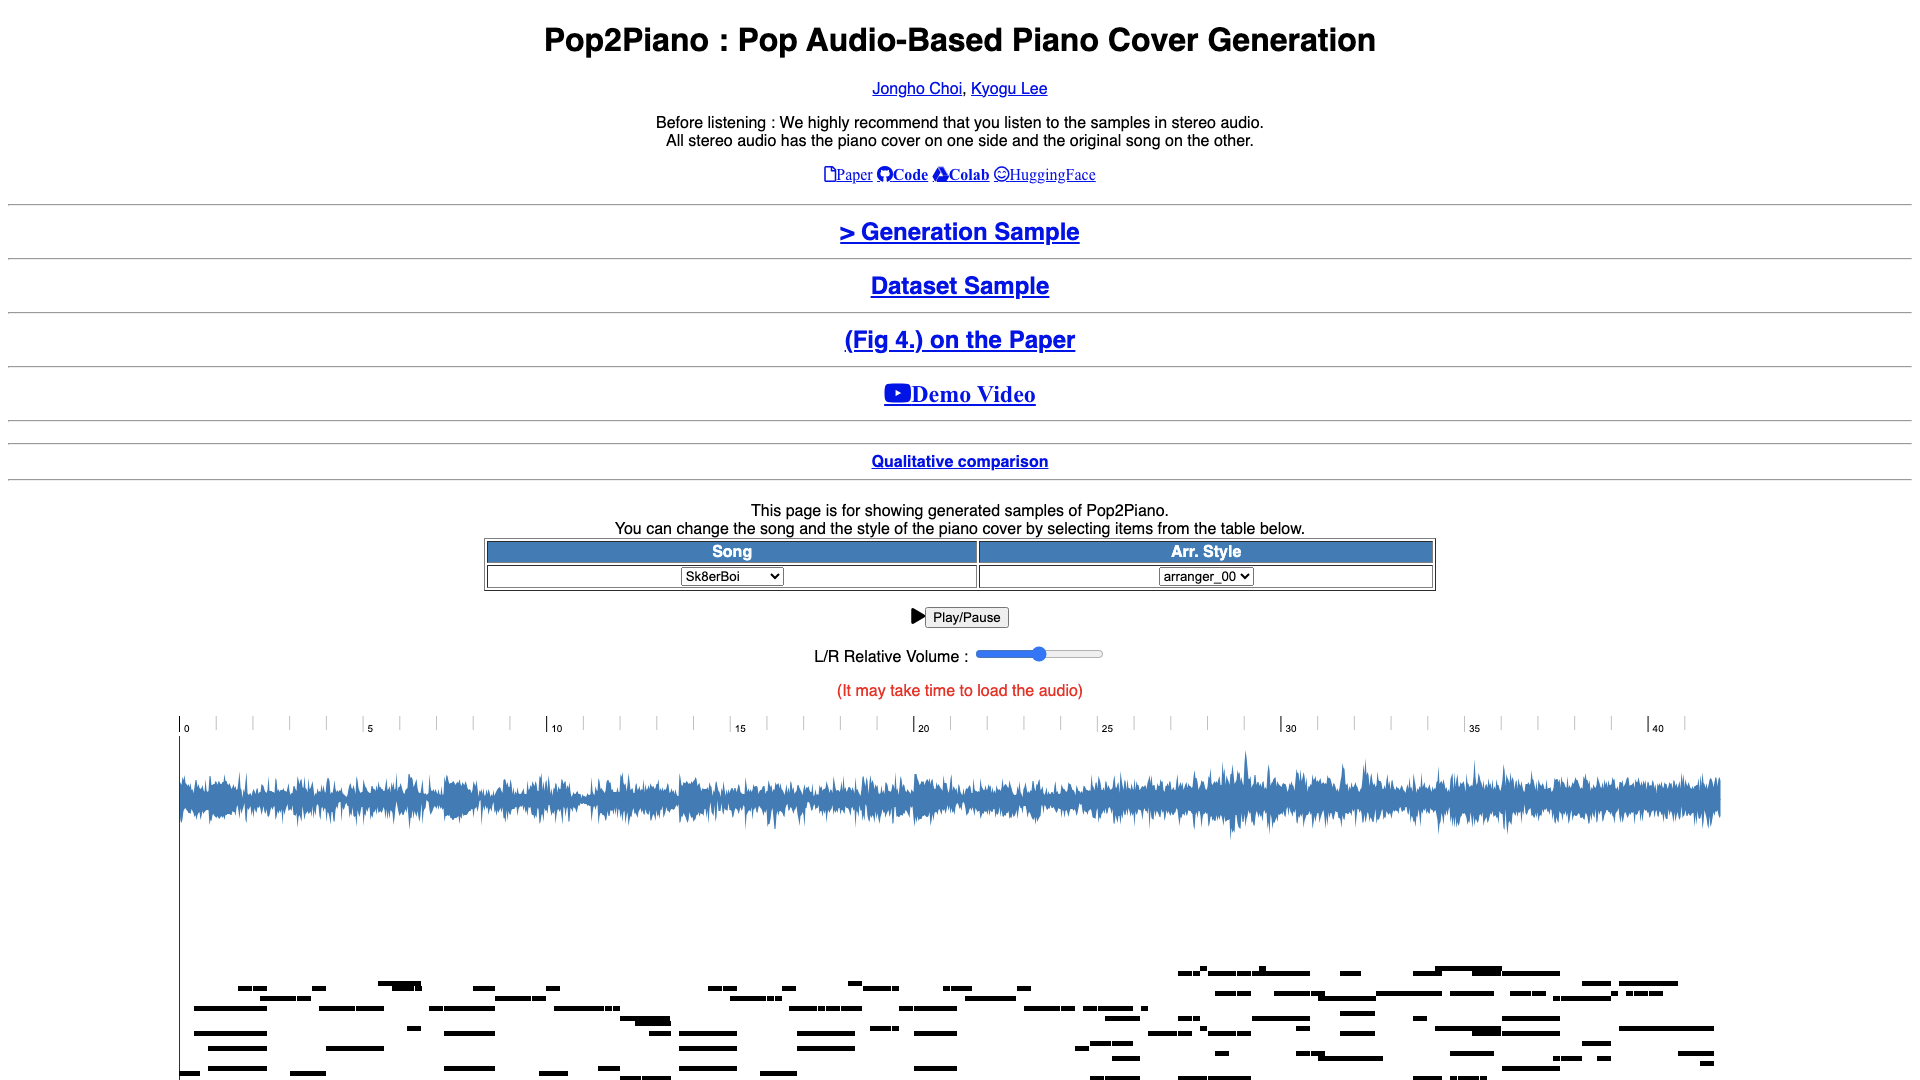 Pop2Piano : Pop Audio-Based Piano Cover Generation
Jongho Choi, Kyogu Lee
Before listening : We highly recommend that you listen to the samples in stereo audio.
All stereo audio has the piano cover on one side and the original song on the other.
Paper Code Colab HuggingFace
> Generation Sample
Dataset Sample
(Fig 4.) on the Paper
Demo Video
Qualitative comparison
This page is for showing generated samples of Pop2Piano.
You can change the song and the style of the piano cover by selecting items from the table below.
Song Arr. Style
Sk8erBoi arranger_00
Play/Pause
L/R Relative Volume :
(It may take time to load the audio)
0 5 10 15 20 25 30 35 40